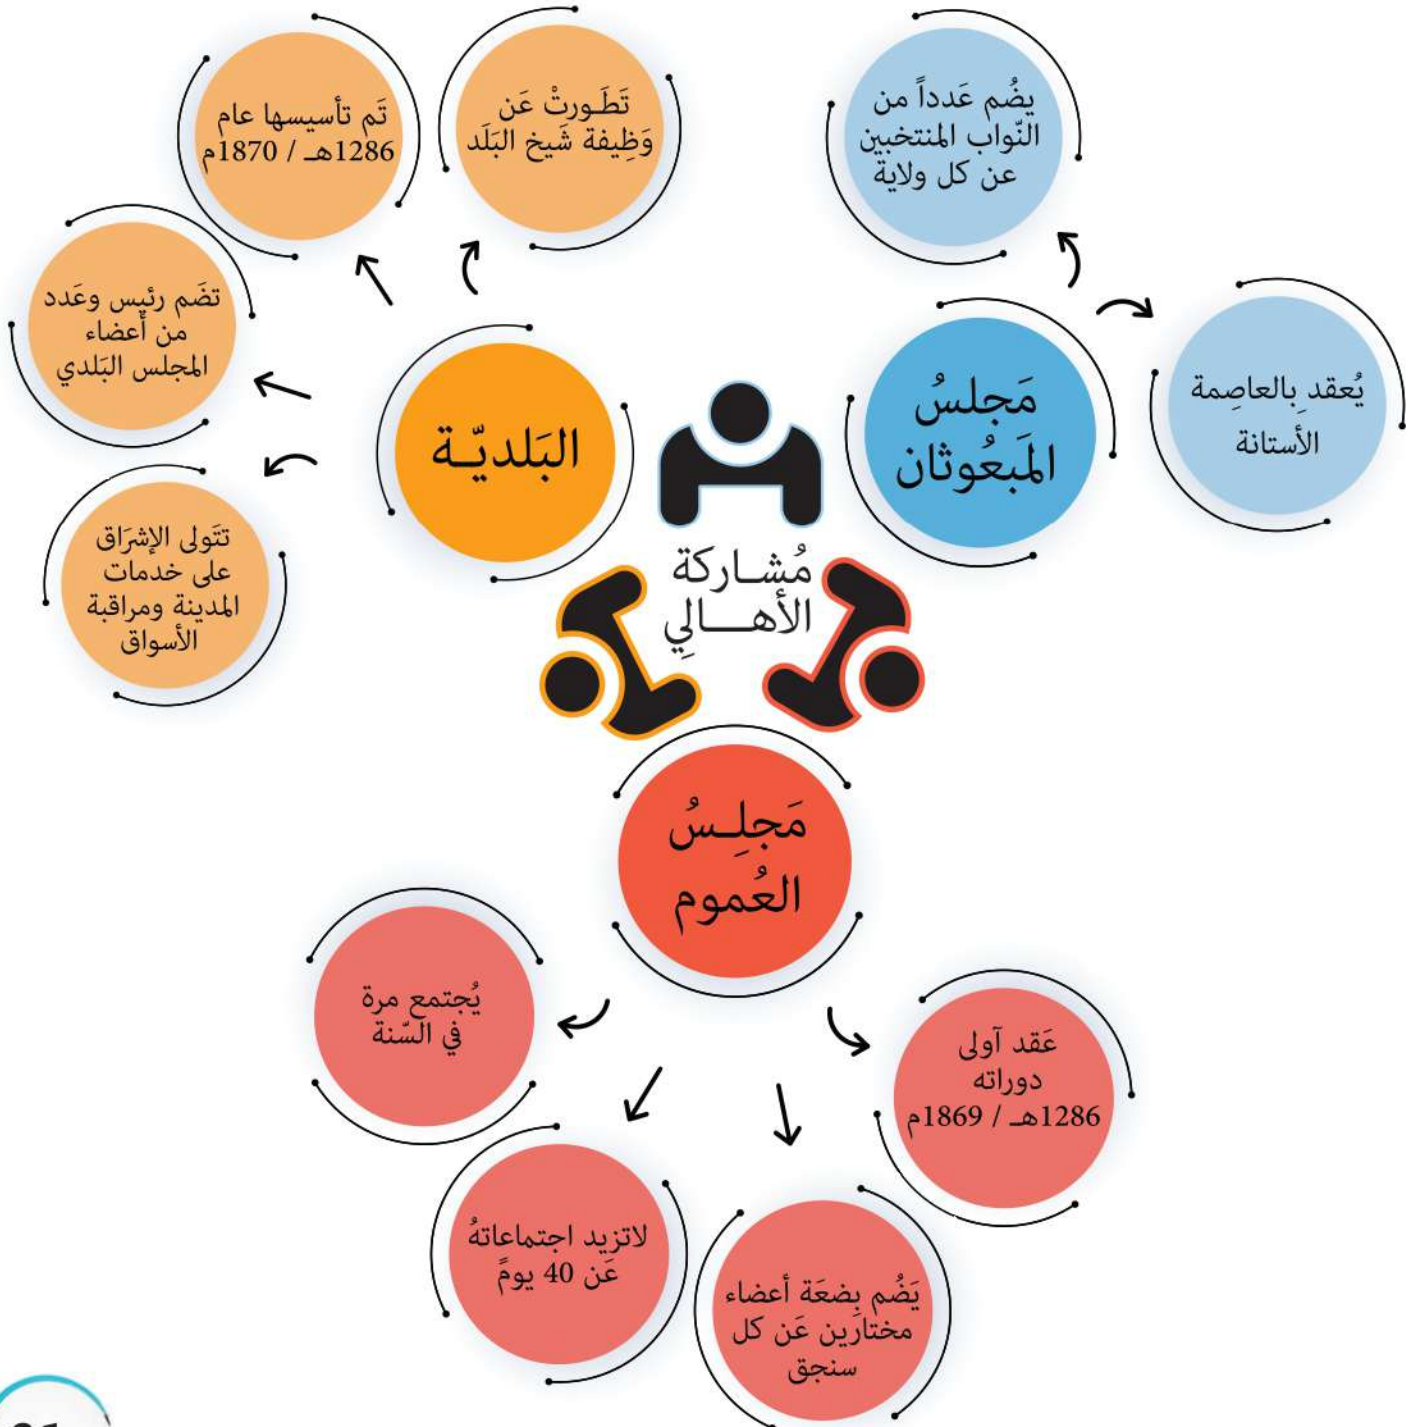 مُشـاركة
الأهـــالِي
مَجلسُ
المَبعُوثان
يضُم عَدداً من
النّواب المنتخبين
عن كل ولاية
يُعقد بِالعاصِمة
الأستانة
البَلديّـة
تَطَـورتْ عَن
وَظِيفة شَيخ البَلَد
تَم تأسيسها عام
1286هـ / 1870م
تضَم رئيس وعَدد
من أعضاء
المجلس البَلدي
تتَولى الإشرَاق
على خدمات
المدينة ومراقبة
الأسواق
مَجلِـسُ
العُموم
عَقد آولى
دوراته
1286هـ / 1869م
يَضُم بِضعَة أعضاء
مختارين عَن كل
سنجق
لاتزيد اجتماعاتهُ
عَن 40 يومً
يُجتمع مرة
في السّنة